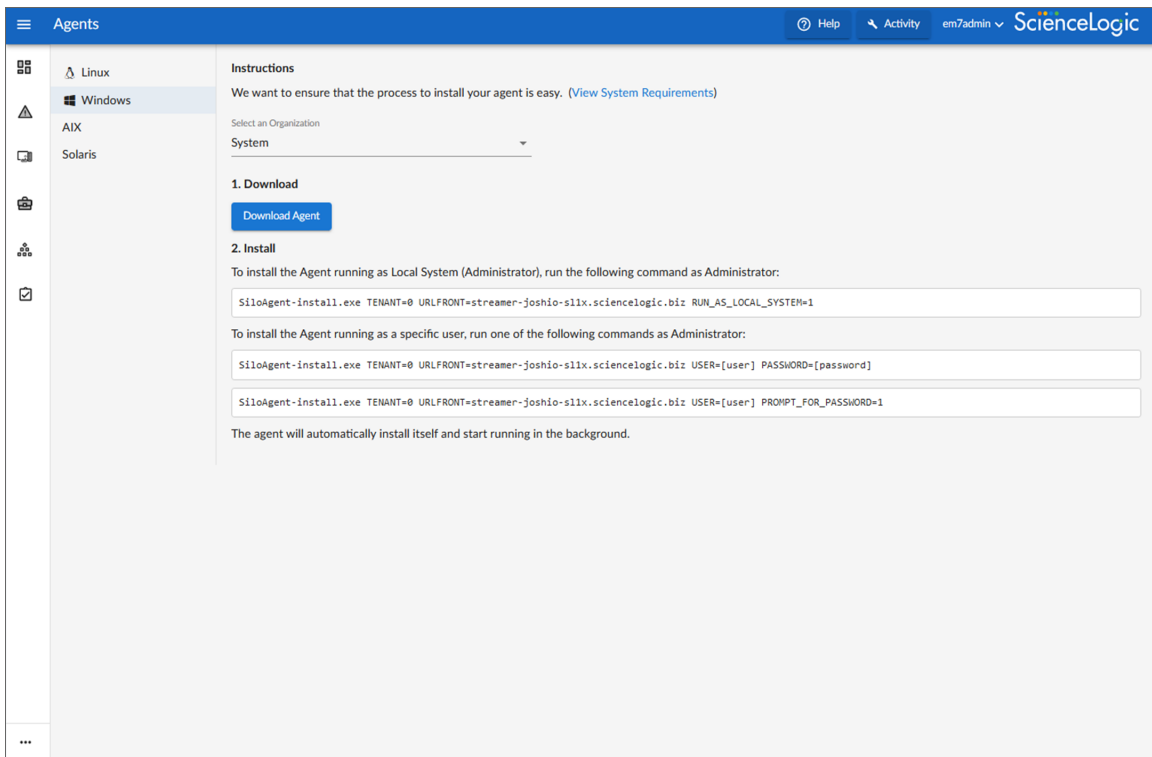 Agents
Help
Activity
em7admin
ScienceLogic
Linux
Windows
AIX
Solaris
Instructions
We want to ensure that the process to install your agent is easy. (View System Requirements)
Select an Organization
System
1. Download
Download Agent
2. Install
To install the Agent running as Local System (Administrator), run the following command as Administrator:
SiloAgent-install.exe TENANT=0 URLFRONT=streamer-joshio-sl1x.sciencelogic.biz RUN_AS_LOCAL_SYSTEM=1
To install the Agent running as a specific user, run one of the following commands as Administrator:
SiloAgent-install.exe TENANT=0 URLFRONT=streamer-joshio-sl1x.sciencelogic.biz USER=[user] PASSWORD=[password]
SiloAgent-install.exe TENANT=0 URLFRONT=streamer-joshio-sl1x.sciencelogic.biz USER=[user] PROMPT_FOR_PASSWORD=1
The agent will automatically install itself and start running in the background.